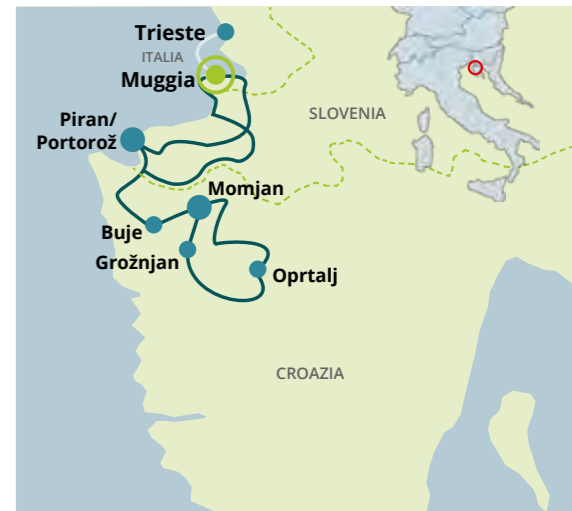 Trieste
ITALIA
Muggia
SLOVENIA
Piran/
Portorož
Momjan
Buje
Grožnjan
Oprtalj
CROAZIA